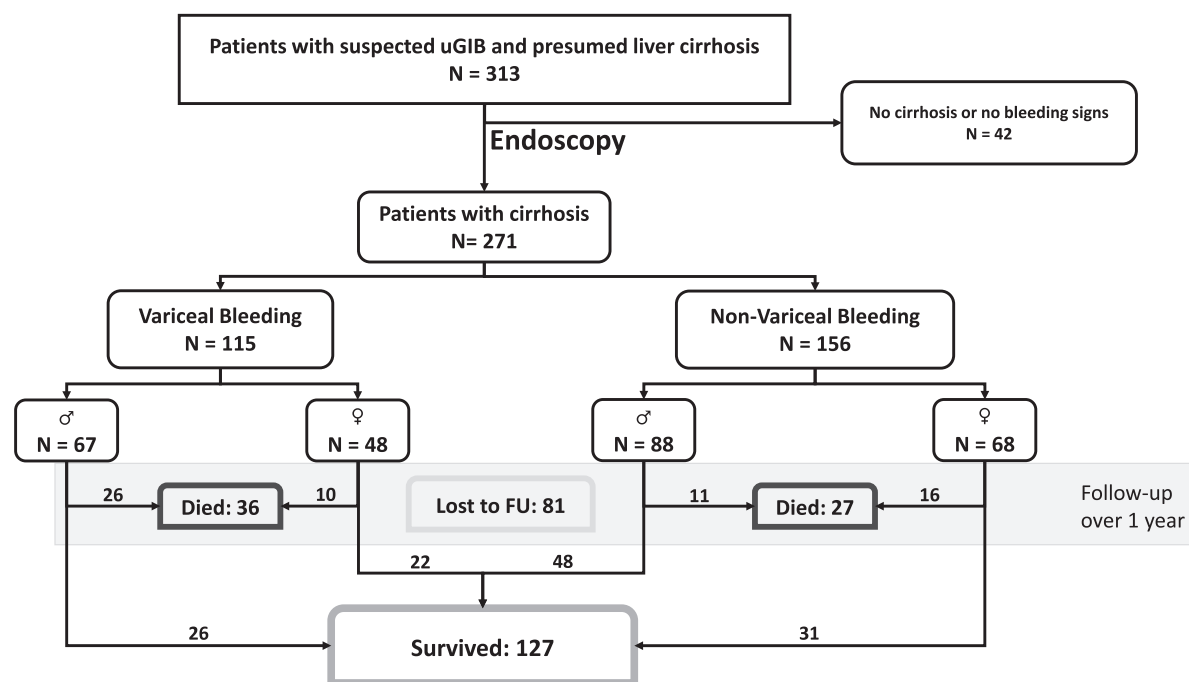 Patients with suspected uGIB and presumed liver cirrhosis
N = 313
No cirrhosis or no bleeding signs
N = 42
Endoscopy
Patients with cirrhosis
N= 271
Variceal Bleeding
N = 115
Non-Variceal Bleeding
N = 156
♂
N = 67
♀
N = 48
♂
N = 88
♀
N = 68
26
Died: 36
10
Lost to FU: 81
11
Died: 27
16
Follow-up
over 1 year
22
48
26
Survived: 127
31